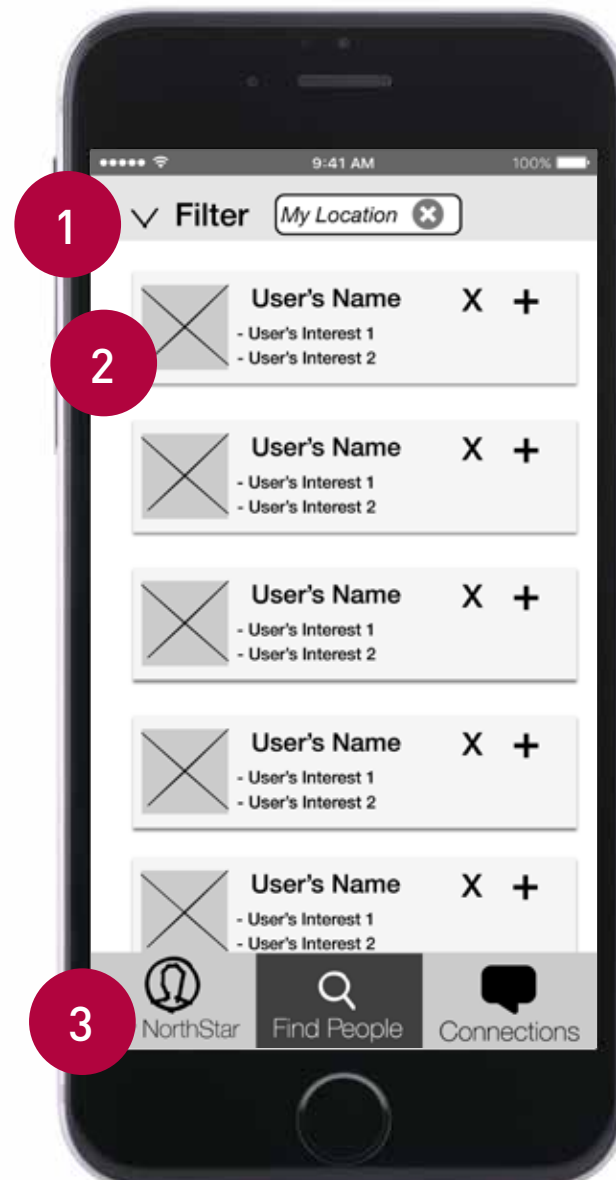 9:41 AM 100%
1
Filter My Location
2
User's Name X +
- User's Interest 1
- User's Interest 2
User's Name X +
- User's Interest 1
- User's Interest 2
User's Name X +
- User's Interest 1
- User's Interest 2
User's Name X +
- User's Interest 1
- User's Interest 2
User's Name X +
- User's Interest 1
- User's Interest 2
3
NorthStar Find People Connections